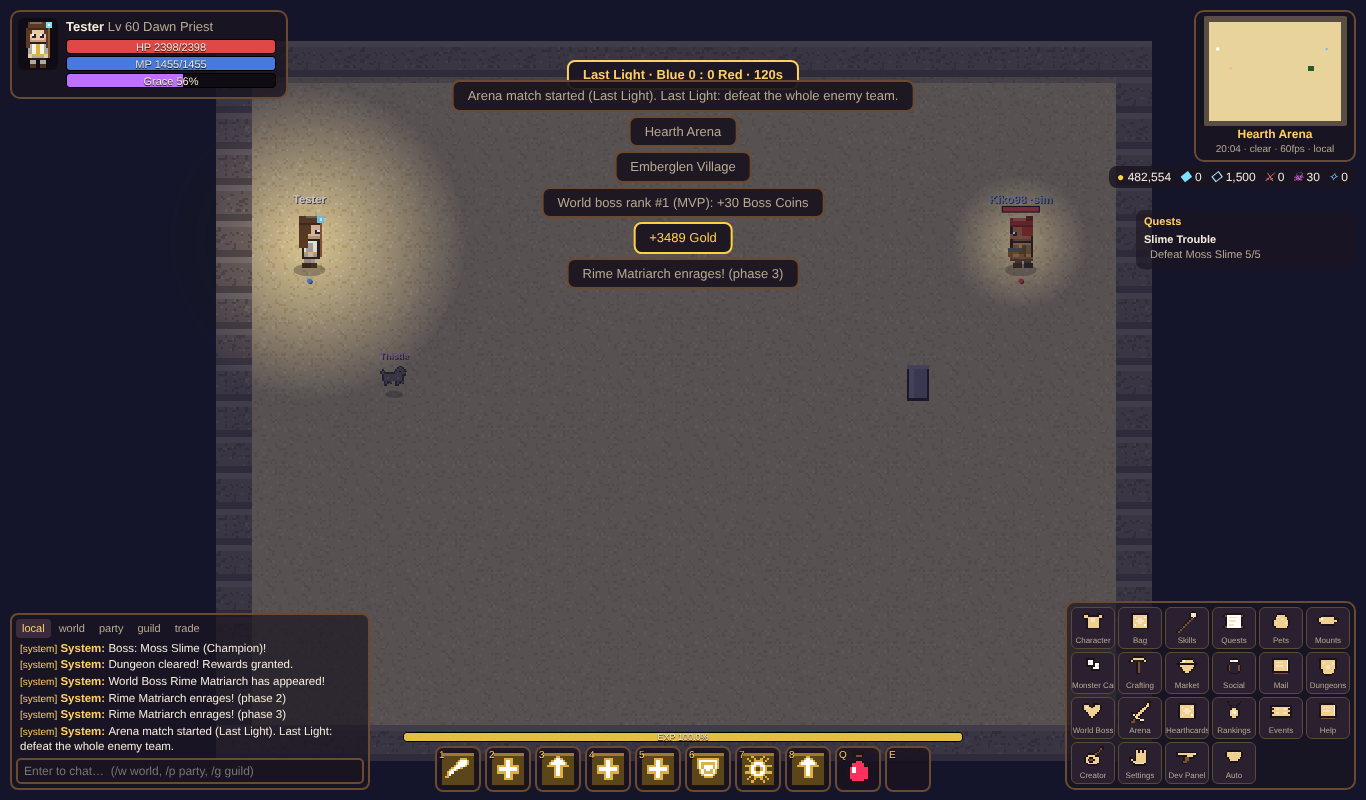 Tester Lv 60 Dawn Priest
HP 2398/2398
MP 1455/1455
Grace 56%
Last Light · Blue 0 : 0 Red · 120s
Arena match started (Last Light). Last Light: defeat the whole enemy team.
Hearth Arena
Emberglen Village
World boss rank #1 (MVP): +30 Boss Coins
+3489 Gold
Rime Matriarch enrages! (phase 3)
Hearth Arena
20:04 · clear · 60fps · local
482,554 0 1,500 0 30 0
Quests
Slime Trouble
Defeat Moss Slime 5/5
Tester
Kiko98 ·sim
Thistle
local world party guild trade
[system] System: Boss: Moss Slime (Champion)!
[system] System: Dungeon cleared! Rewards granted.
[system] System: World Boss Rime Matriarch has appeared!
[system] System: Rime Matriarch enrages! (phase 2)
[system] System: Rime Matriarch enrages! (phase 3)
[system] System: Arena match started (Last Light). Last Light:
defeat the whole enemy team.
Enter to chat… (/w world, /p party, /g guild)
EXP 100.0%
1 2 3 4 5 6 7 8 Q E
Character Bag Skills Quests Pets Mounts
Monster Ca Crafting Market Social Mail Dungeons
World Boss Arena Hearthcards Rankings Events Help
Creator Settings Dev Panel Auto